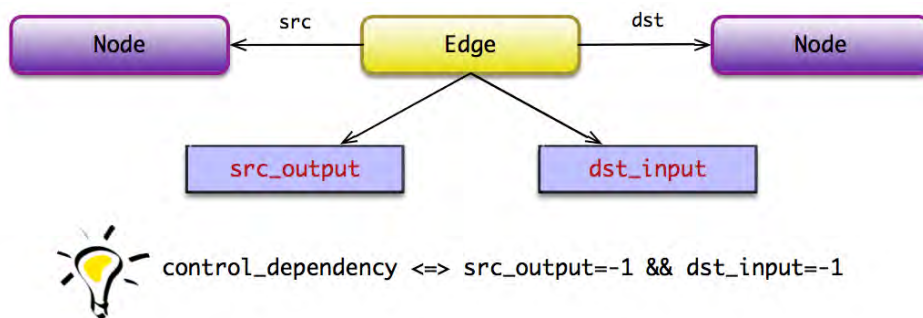 src
dst
Node
Edge
Node
src_output
dst_input
control_dependency <=> src_output=-1 && dst_input=-1